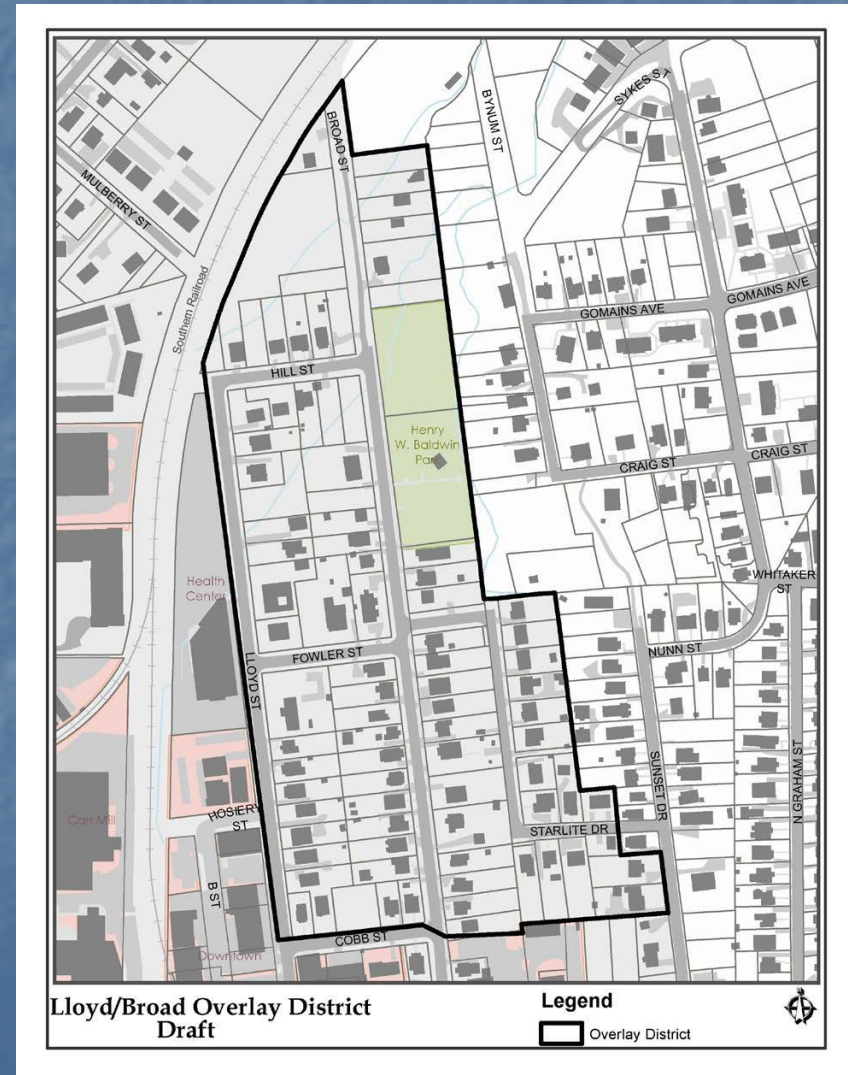 SYKES ST
BYNUM ST
BROAD ST
MULBERRY ST
Southern Railroad
GOMAINS AVE
GOMAINS AVE
HILL ST
Henry
W. Baldwin
Park
CRAIG ST
CRAIG ST
WHITAKER
ST
Health
Center
NUNN ST
FOWLER ST
LLOYD ST
SUNSET DR
N GRAHAM ST
HOSIERY
ST
Carr Mill
STARLITE DR
B ST
COBB ST
Downtown
Lloyd/Broad Overlay District
Draft
Legend
Overlay District